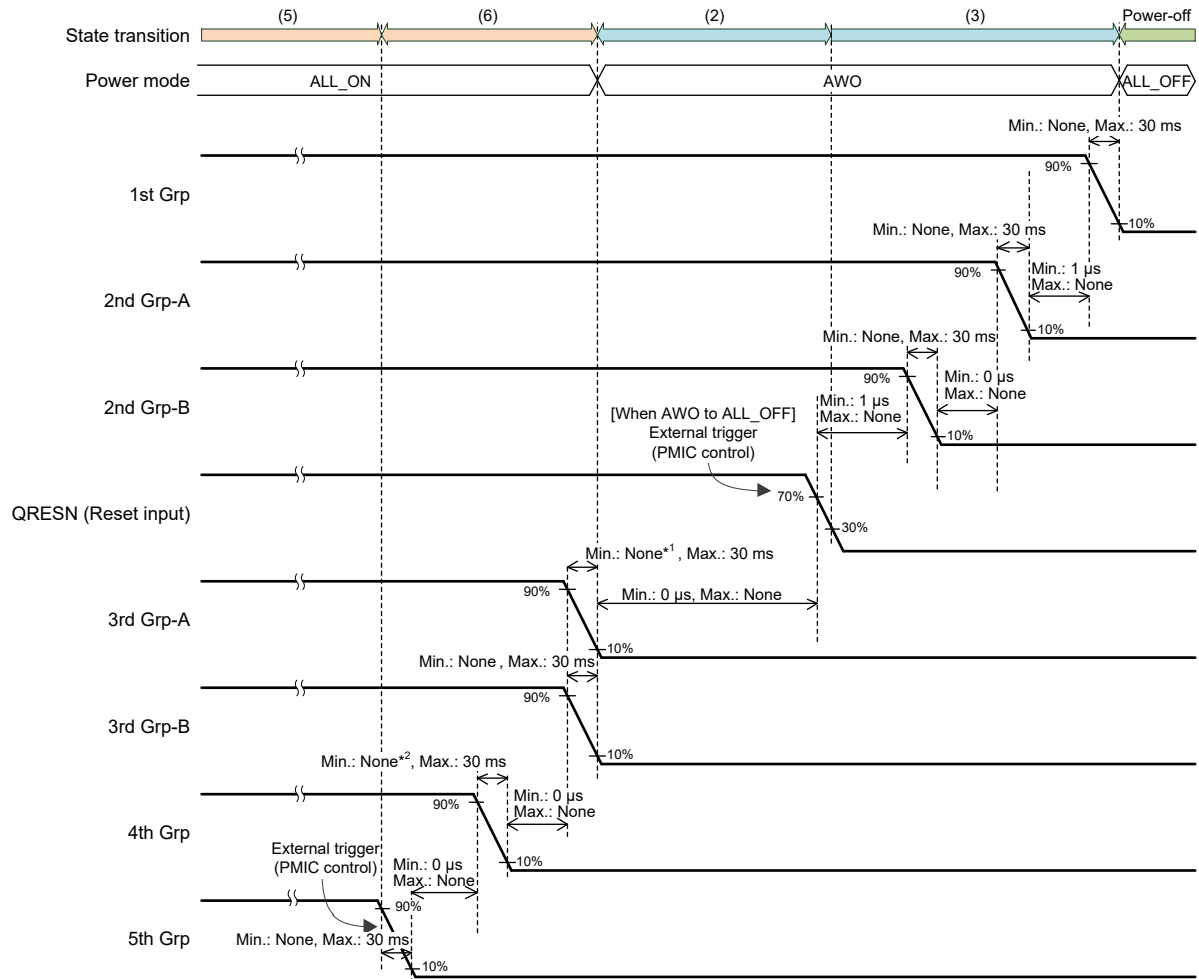 (5) (6) (2) (3) Power-off
State transition
Power mode ALL_ON AWO ALL_OFF
Min.: None, Max.: 30 ms
90%
1st Grp
10%
Min.: None, Max.: 30 ms
90%
Min.: 1 µs
Max.: None
2nd Grp-A
10%
Min.: None, Max.: 30 ms
90%
Min.: 0 µs
Max.: None
2nd Grp-B
Min.: 1 µs
Max.: None
10%
[When AWO to ALL_OFF]
External trigger
(PMIC control)
70%
QRESN (Reset input)
30%
Min.: None*1 , Max.: 30 ms
90%
Min.: 0 µs, Max.: None
3rd Grp-A
10%
Min.: None , Max.: 30 ms
90%
3rd Grp-B
10%
Min.: None*2, Max.: 30 ms
90%
Min.: 0 µs
Max.: None
4th Grp
10%
External trigger
(PMIC control)
Min.: 0 µs
Max.: None
90%
5th Grp
Min.: None, Max.: 30 ms
10%